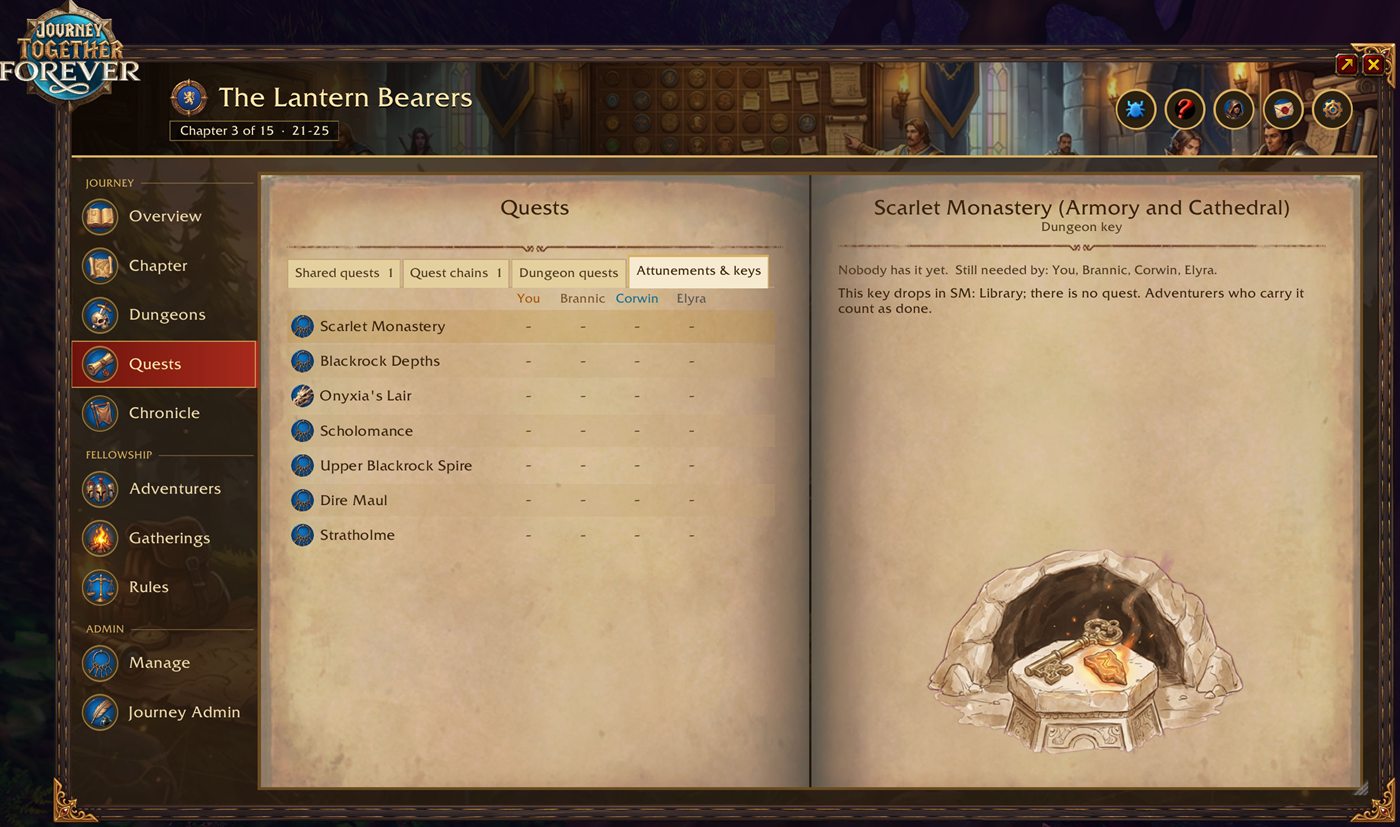 JOURNEY
TOGETHER
FOREVER
The Lantern Bearers
Chapter 3 of 15 · 21-25
JOURNEY
Overview
Chapter
Dungeons
Quests
Chronicle
FELLOWSHIP
Adventurers
Gatherings
Rules
ADMIN
Manage
Journey Admin
Quests
Shared quests 1 Quest chains 1 Dungeon quests Attunements & keys
You Brannic Corwin Elyra
Scarlet Monastery - - - -
Blackrock Depths - - - -
Onyxia's Lair - - - -
Scholomance - - - -
Upper Blackrock Spire - - - -
Dire Maul - - - -
Stratholme - - - -
Scarlet Monastery (Armory and Cathedral)
Dungeon key
Nobody has it yet. Still needed by: You, Brannic, Corwin, Elyra.
This key drops in SM: Library; there is no quest. Adventurers who carry it
count as done.